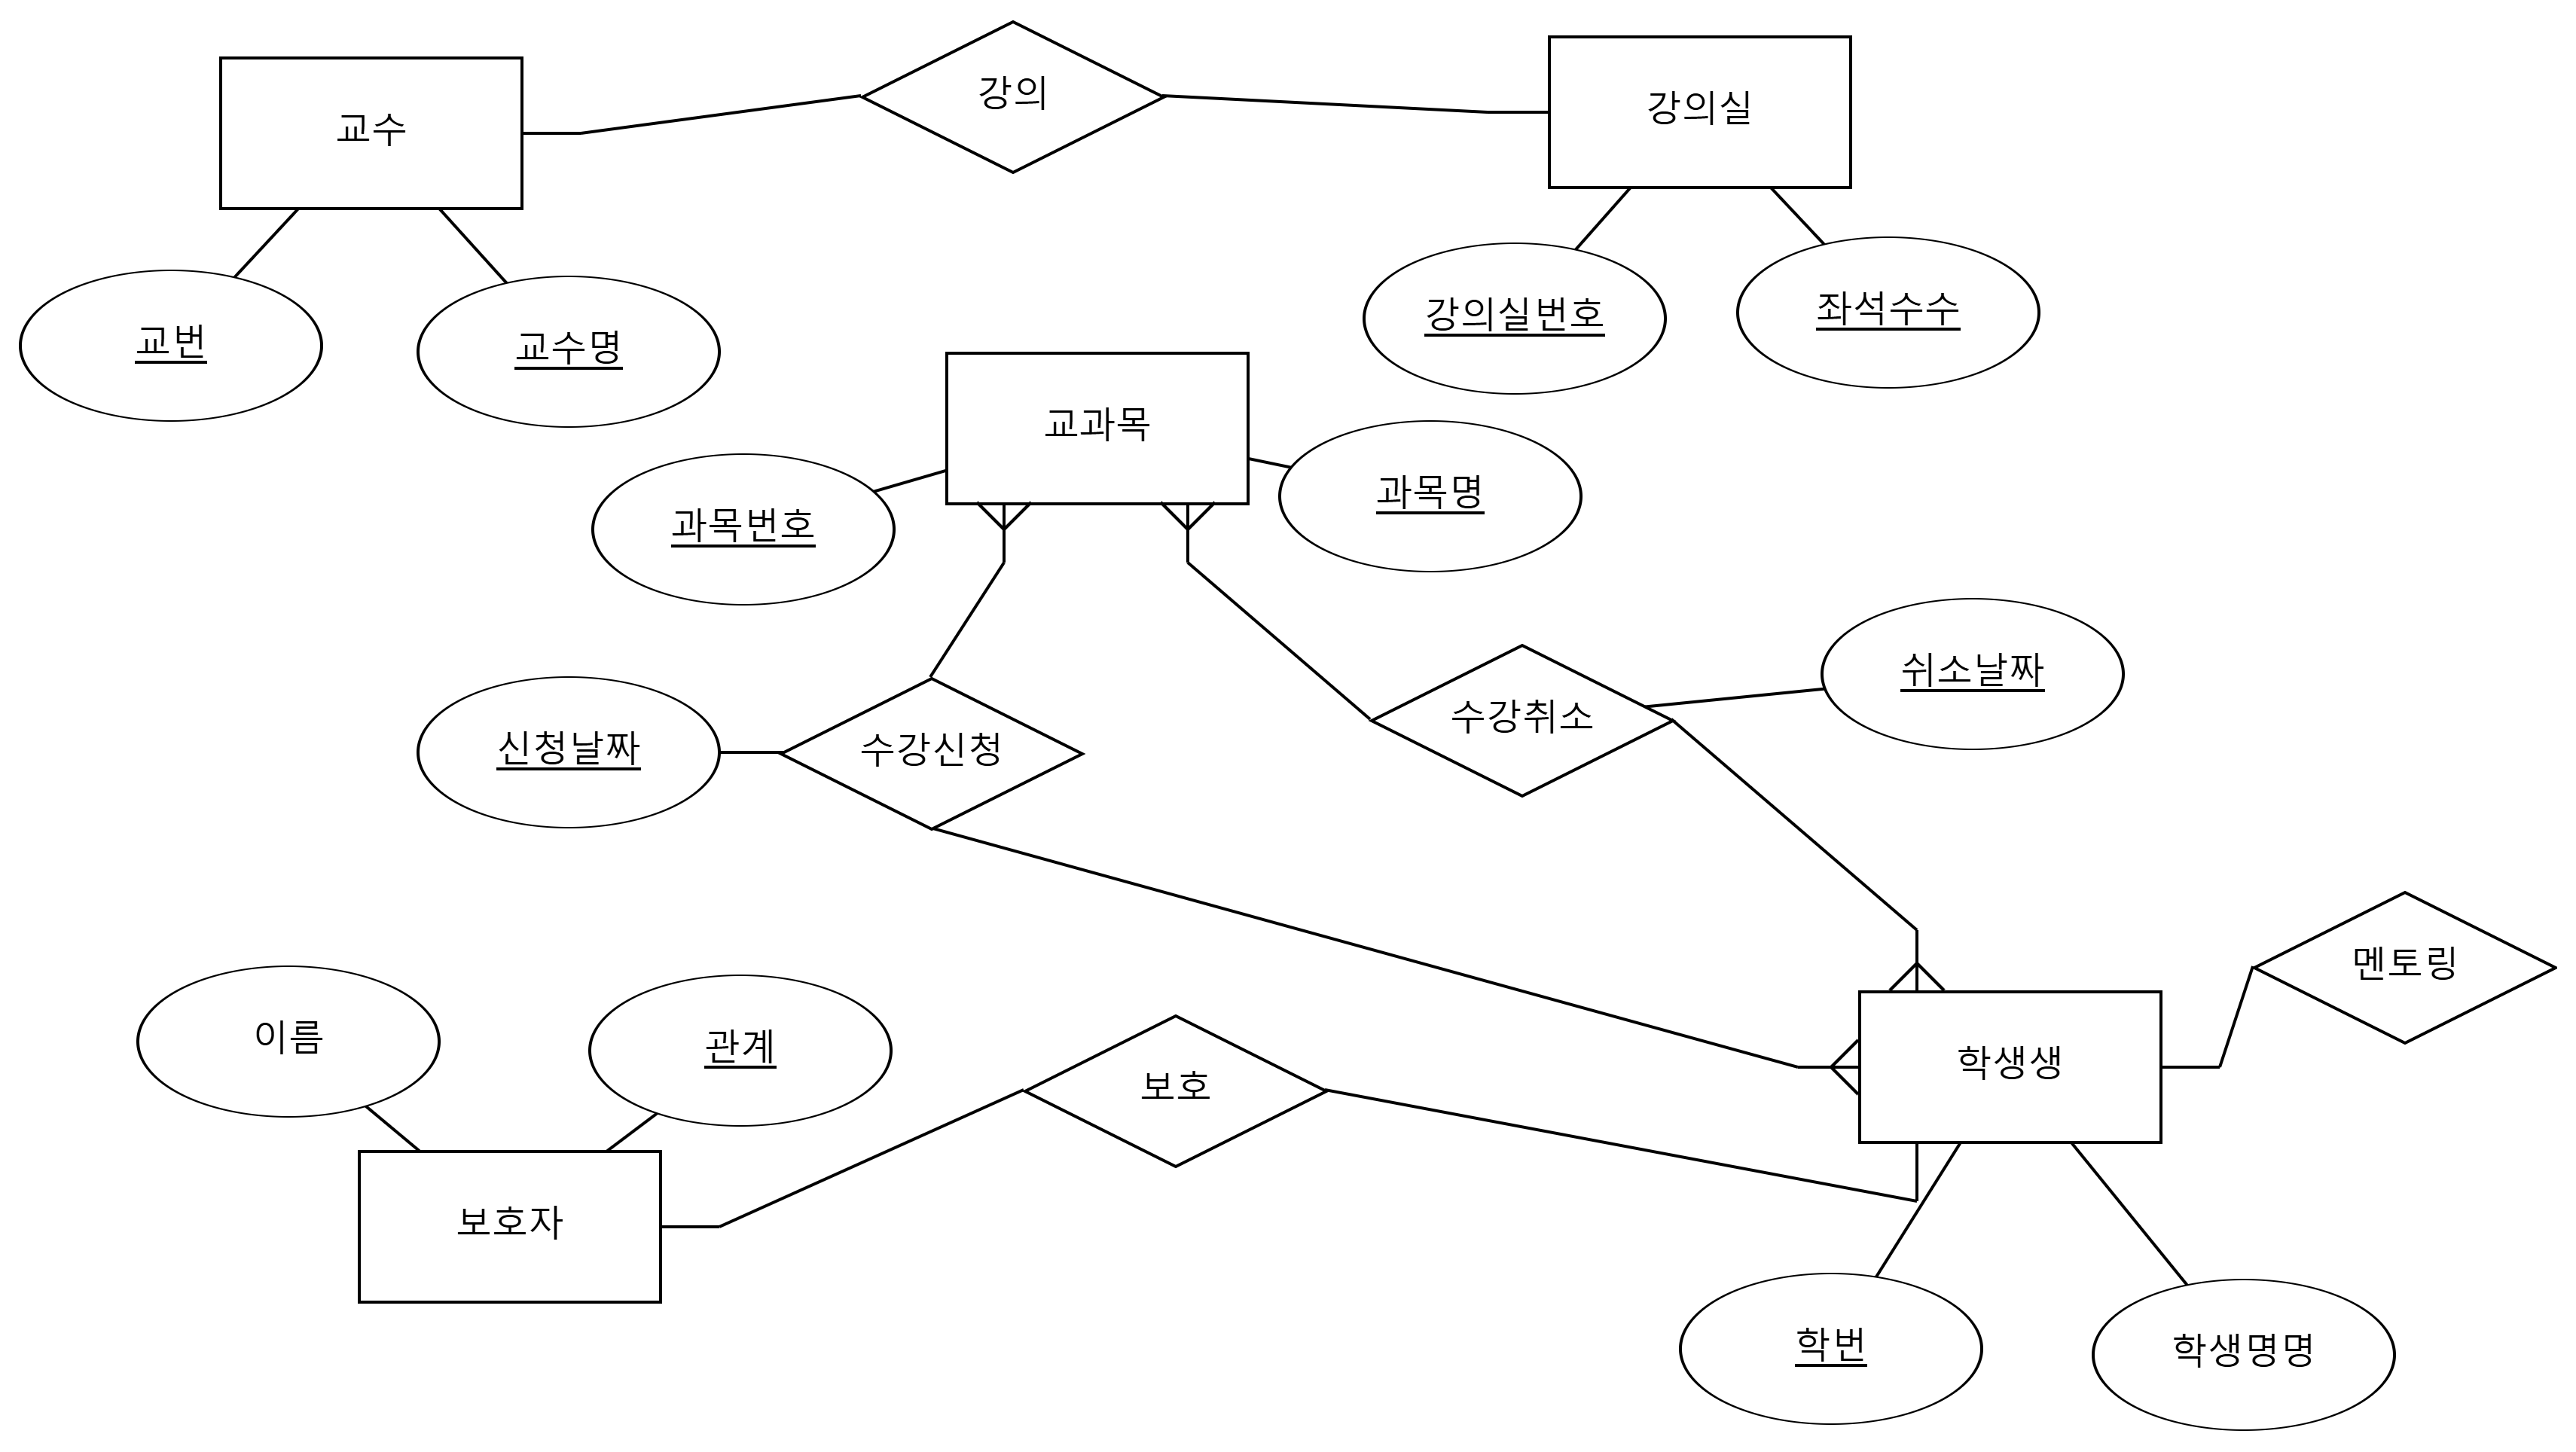 강의
교수
강의실
교번
교수명
강의실번호
좌석수수
교과목
과목번호
과목명
신청날짜
수강신청
수강취소
쉬소날짜
멘토링
이름
관계
보호
학생생
보호자
학번
학생명명